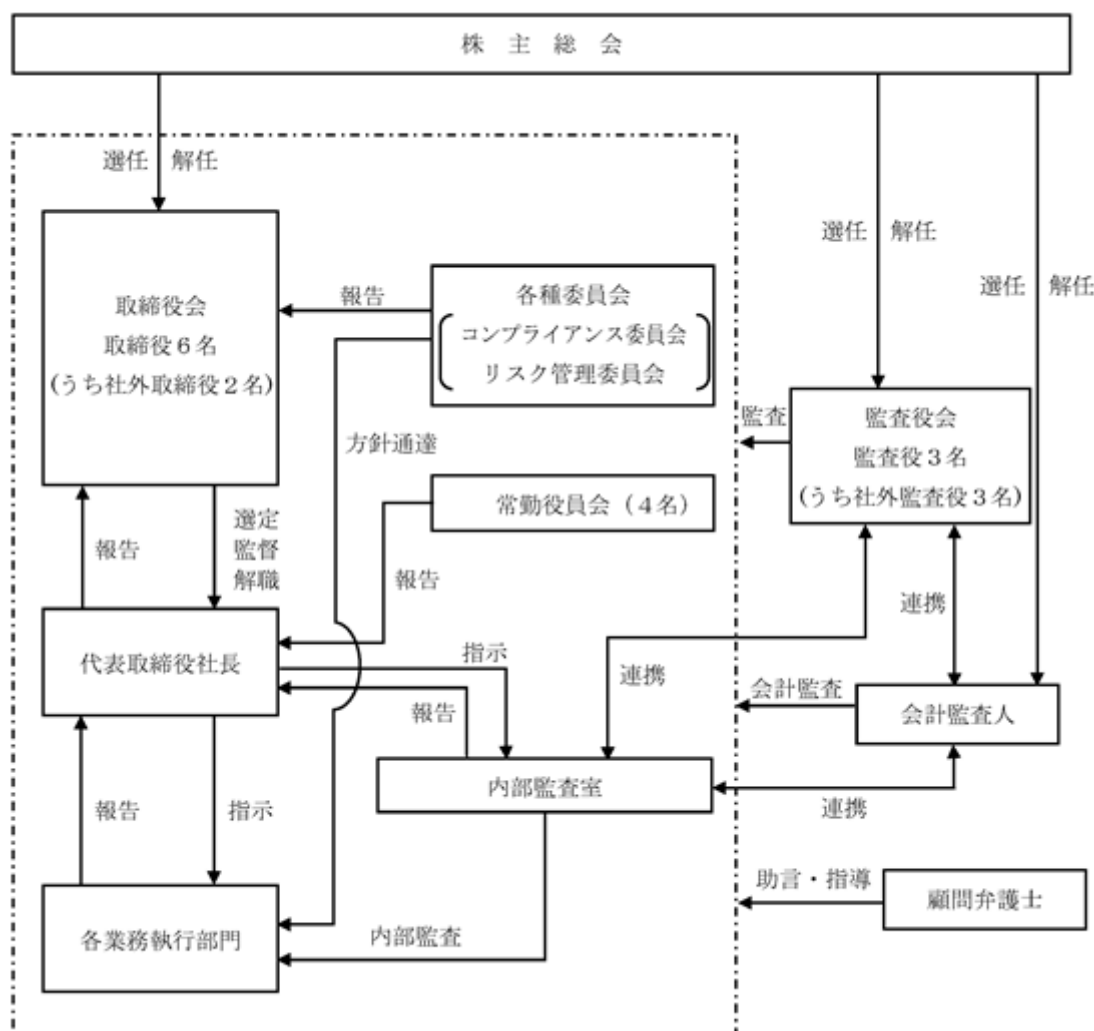 株 主 総 会
選任 解任
選任 解任
選任 解任
取締役会
取締役6名
(うち社外取締役2名)
報告
各種委員会
コンプライアンス委員会
リスク管理委員会
監査
監査役会
監査役3名
(うち社外監査役3名)
方針通達
常勤役員会(4名)
報告
選定
監督
解職
報告
連携
代表取締役社長
指示
連携
報告
会計監査
会計監査人
内部監査室
報告
指示
連携
助言・指導
顧問弁護士
各業務執行部門
内部監査